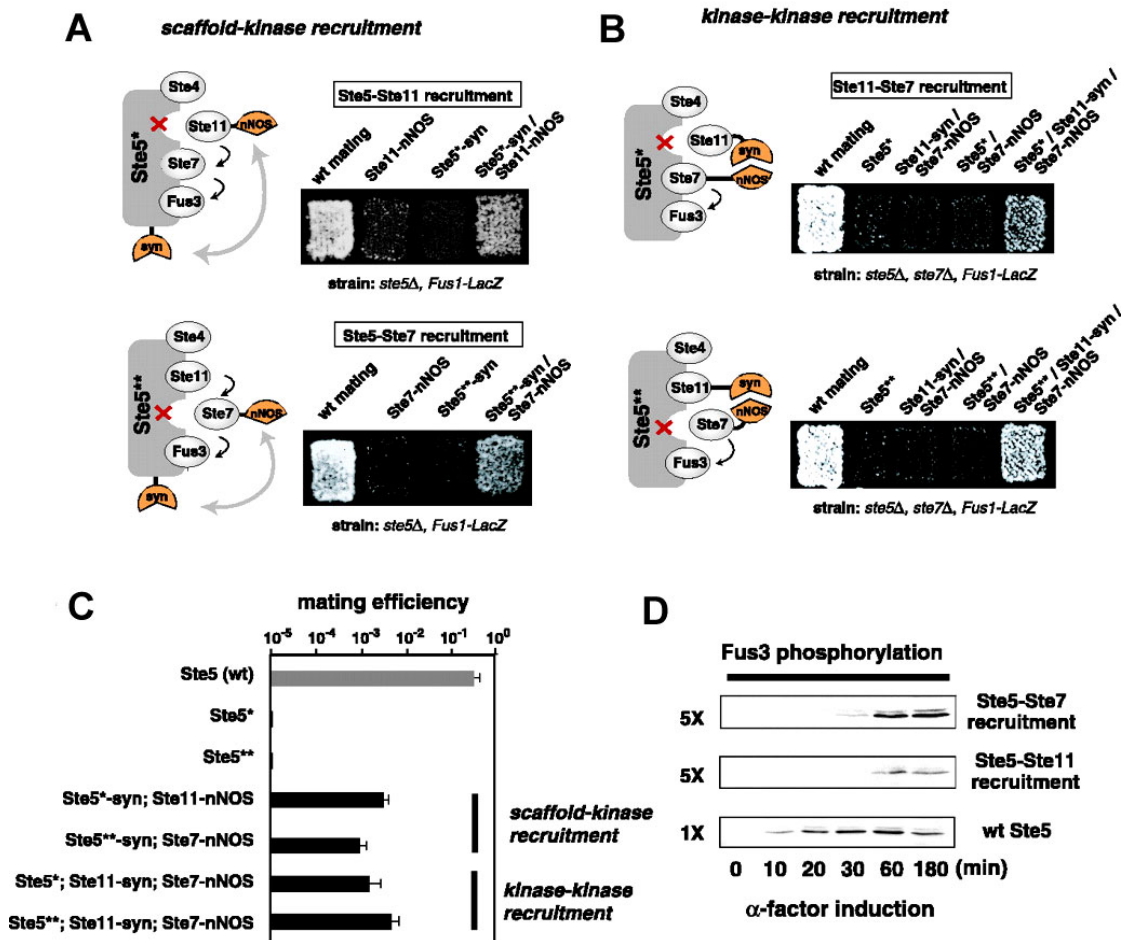 A
scaffold-kinase recruitment
Ste4
Ste5*
Ste11
nNOS
Ste7
Fus3
syn
Ste5-Ste11 recruitment
wt mating
Ste11-nNOS
Ste5*-syn
Ste5*-syn /
Ste11-nNOS
strain: ste5Δ, Fus1-LacZ
Ste4
Ste5**
Ste11
Ste7
nNOS
Fus3
syn
Ste5-Ste7 recruitment
wt mating
Ste7-nNOS
Ste5**-syn
Ste5**-syn /
Ste7-nNOS
strain: ste5Δ, Fus1-LacZ
B
kinase-kinase recruitment
Ste4
Ste5*
Ste11
syn
Ste7
nNOS
Fus3
Ste11-Ste7 recruitment
wt mating
Ste5*
Ste11-syn /
Ste7-nNOS
Ste5* /
Ste7-nNOS
Ste5* / Ste11-syn /
Ste7-nNOS
strain: ste5Δ, ste7Δ, Fus1-LacZ
Ste4
Ste5**
Ste11
syn
Ste7
nNOS
Fus3
wt mating
Ste5**
Ste11-syn /
Ste7-nNOS
Ste5** /
Ste7-nNOS
Ste5** / Ste11-syn /
Ste7-nNOS
strain: ste5Δ, ste7Δ, Fus1-LacZ
C
mating efficiency
10-5 10-4 10-3 10-2 10-1 100
Ste5 (wt)
Ste5*
Ste5**
Ste5*-syn; Ste11-nNOS
Ste5**-syn; Ste7-nNOS
Ste5*; Ste11-syn; Ste7-nNOS
Ste5**; Ste11-syn; Ste7-nNOS
scaffold-kinase
recruitment
kinase-kinase
recruitment
D
Fus3 phosphorylation
5X
Ste5-Ste7
recruitment
5X
Ste5-Ste11
recruitment
1X
wt Ste5
0 10 20 30 60 180 (min)
α-factor induction